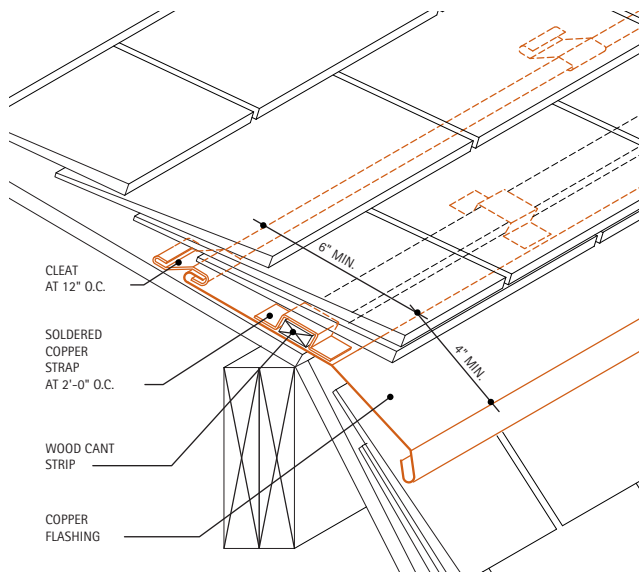 CLEAT
AT 12" O.C.
SOLDERED
COPPER
STRAP
AT 2'-0" O.C.
WOOD CANT
STRIP
COPPER
FLASHING
6" MIN.
4" MIN.